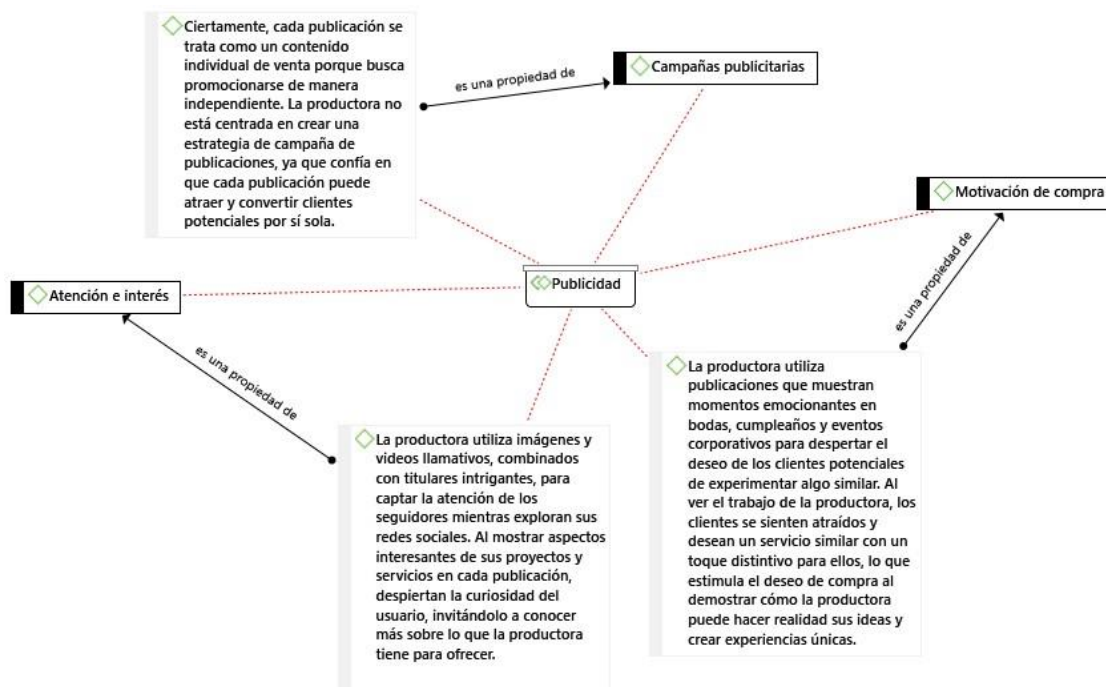 Ciertamente, cada publicación se
trata como un contenido
individual de venta porque busca
promocionarse de manera
independiente. La productora no
está centrada en crear una
estrategia de campaña de
publicaciones, ya que confía en
que cada publicación puede
atraer y convertir clientes
potenciales por sí sola.
es una propiedad de
Campañas publicitarias
Motivación de compra
es una propiedad de
Publicidad
Atención e interés
es una propiedad de
La productora utiliza imágenes y
videos llamativos, combinados
con titulares intrigantes, para
captar la atención de los
seguidores mientras exploran sus
redes sociales. Al mostrar aspectos
interesantes de sus proyectos y
servicios en cada publicación,
despiertan la curiosidad del
usuario, invitándolo a conocer
más sobre lo que la productora
tiene para ofrecer.
La productora utiliza
publicaciones que muestran
momentos emocionantes en
bodas, cumpleaños y eventos
corporativos para despertar el
deseo de los clientes potenciales
de experimentar algo similar. Al
ver el trabajo de la productora, los
clientes se sienten atraídos y
desean un servicio similar con un
toque distintivo para ellos, lo que
estimula el deseo de compra al
demostrar cómo la productora
puede hacer realidad sus ideas y
crear experiencias únicas.